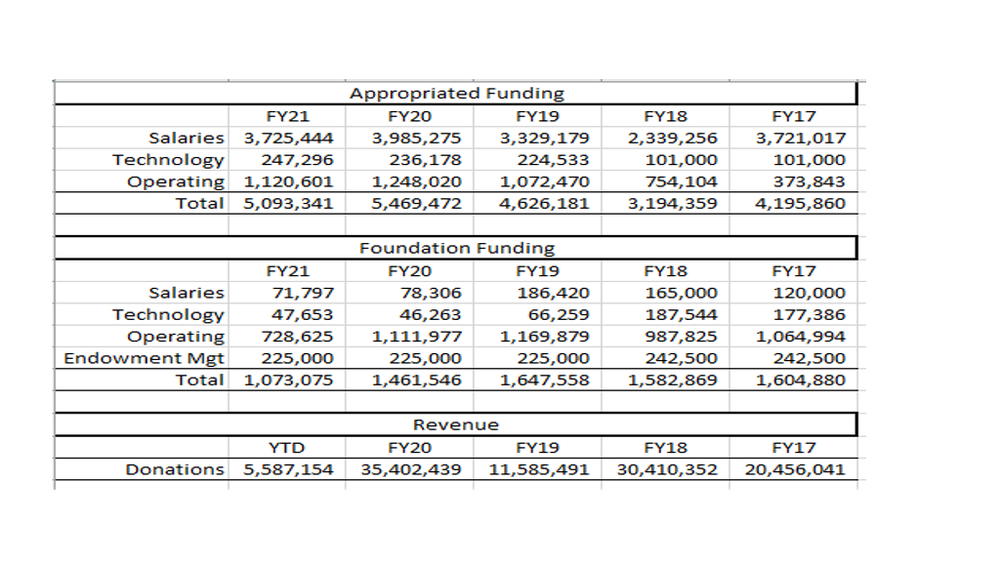 Appropriated Funding
FY21 FY20 FY19 FY18 FY17
Salaries 3,725,444 3,985,275 3,329,179 2,339,256 3,721,017
Technology 247,296 236,178 224,533 101,000 101,000
Operating 1,120,601 1,248,020 1,072,470 754,104 373,843
Total 5,093,341 5,469,472 4,626,181 3,194,359 4,195,860
Foundation Funding
FY21 FY20 FY19 FY18 FY17
Salaries 71,797 78,306 186,420 165,000 120,000
Technology 47,653 46,263 66,259 187,544 177,386
Operating 728,625 1,111,977 1,169,879 987,825 1,064,994
Endowment Mgt 225,000 225,000 225,000 242,500 242,500
Total 1,073,075 1,461,546 1,647,558 1,582,869 1,604,880
Revenue
YTD FY20 FY19 FY18 FY17
Donations 5,587,154 35,402,439 11,585,491 30,410,352 20,456,041